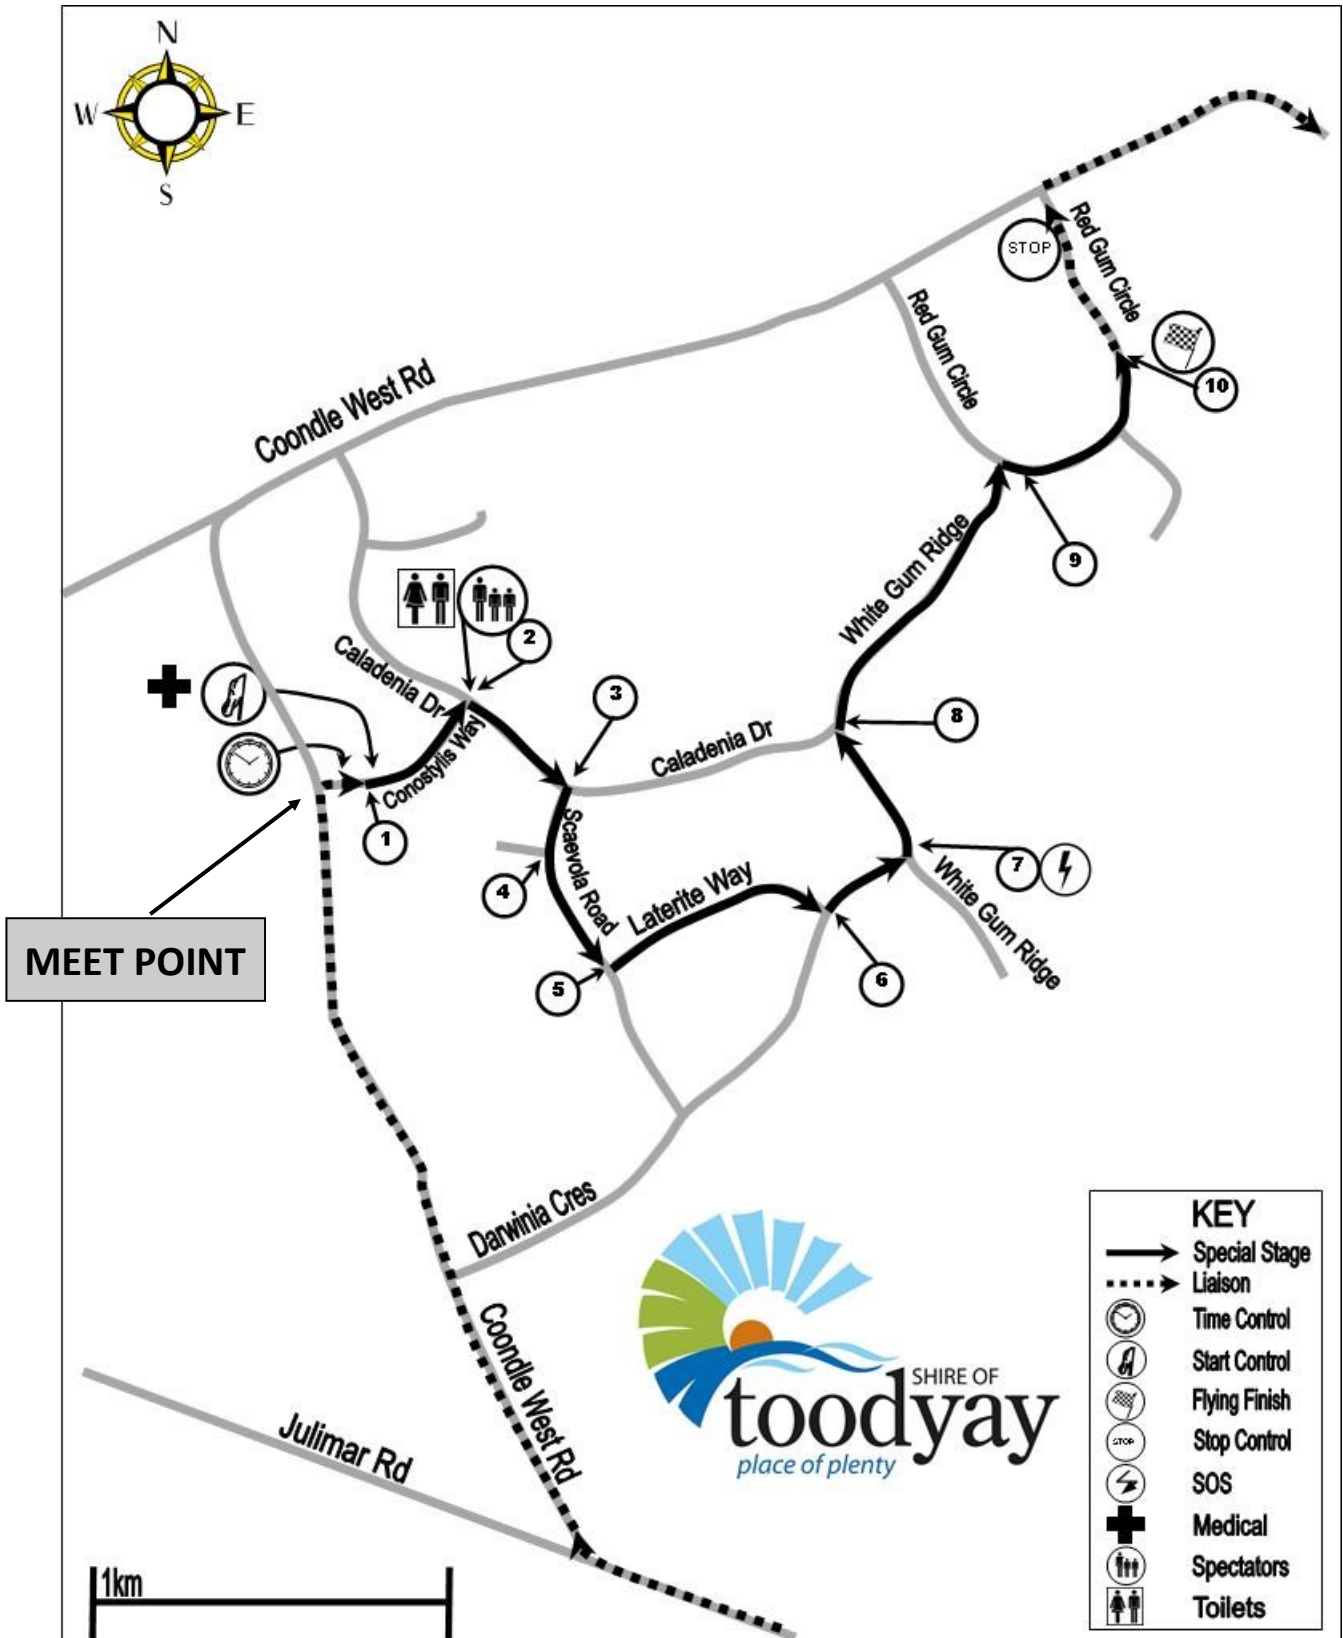 N
W
E
S
Red Gum Circle
STOP
Red Gum Circle
10
Coondle West Rd
9
White Gum Ridge
2
Caladenia Dr
3
8
Caladenia Dr
Conostylis Way
1
Scaevola Road
4
7
White Gum Ridge
Laterite Way
MEET POINT
5
6
Darwinia Cres
Coondle West Rd
Julimar Rd
SHIRE OF
toodyay
place of plenty
1km
KEY
Special Stage
Liaison
Time Control
Start Control
Flying Finish
STOP Stop Control
SOS
Medical
Spectators
Toilets